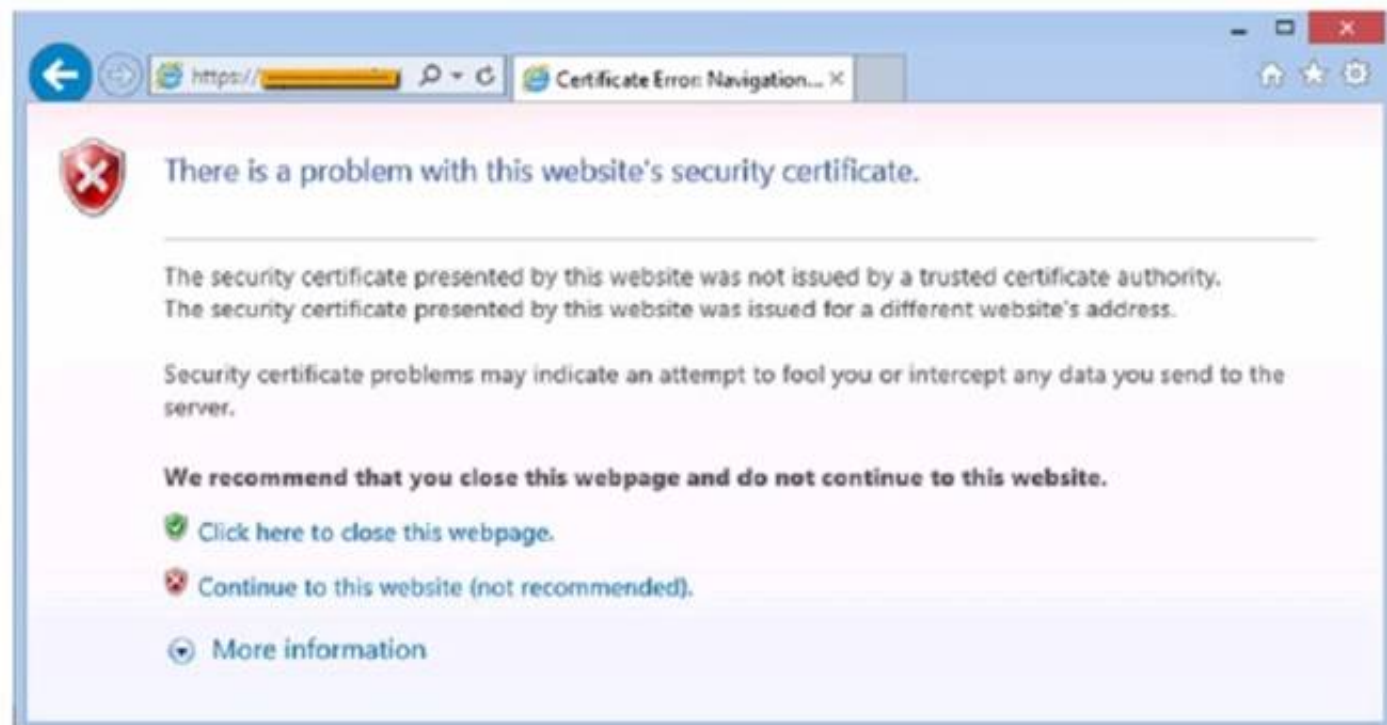 https://
Certificate Error: Navigation...
There is a problem with this website's security certificate.
The security certificate presented by this website was not issued by a trusted certificate authority.
The security certificate presented by this website was issued for a different website's address.
Security certificate problems may indicate an attempt to fool you or intercept any data you send to the
server.
We recommend that you close this webpage and do not continue to this website.
Click here to close this webpage.
Continue to this website (not recommended).
More information